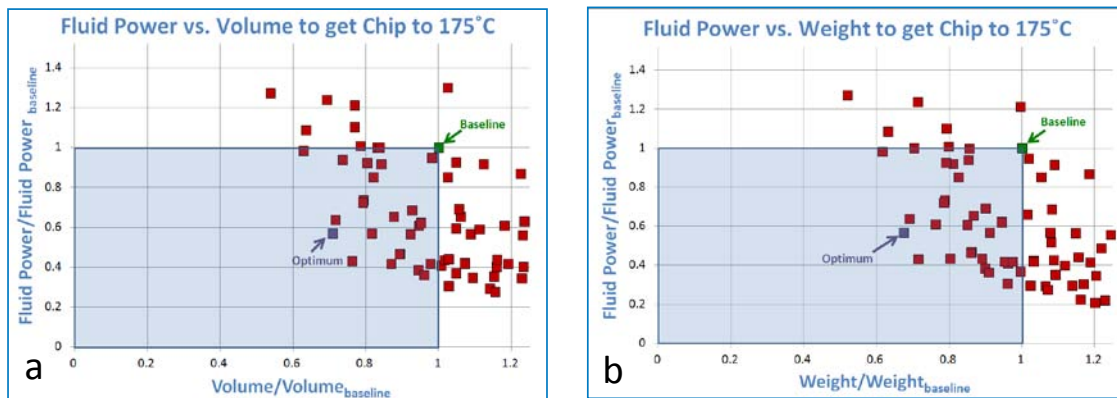 Fluid Power vs. Volume to get Chip to 175˚C
Fluid Power/Fluid Power baseline
1.4
1.2
1
0.8
0.6
0.4
0.2
0
Baseline
Optimum
0 0.2 0.4 0.6 0.8 1 1.2
Volume/Volume baseline
a
Fluid Power vs. Weight to get Chip to 175˚C
Fluid Power/Fluid Power baseline
1.4
1.2
1
0.8
0.6
0.4
0.2
0
Baseline
Optimum
0 0.2 0.4 0.6 0.8 1 1.2
Weight/Weight baseline
b